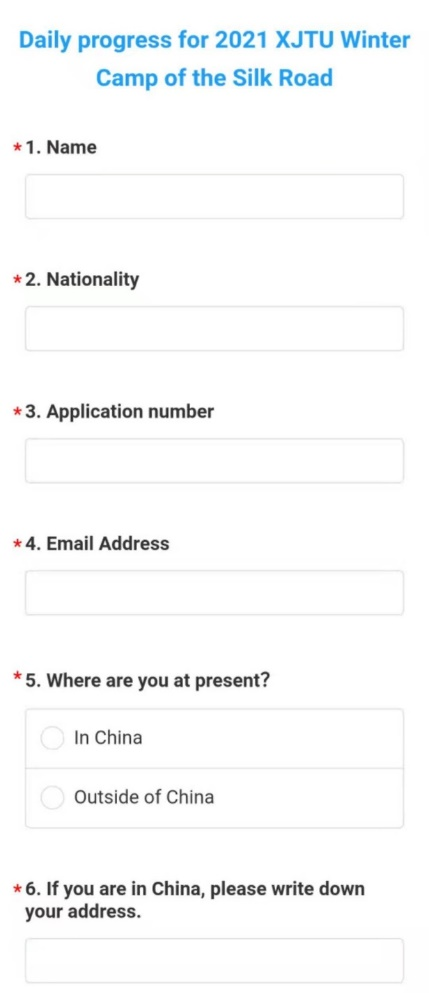 Daily progress for 2021 XJTU Winter
Camp of the Silk Road
* 1. Name
* 2. Nationality
* 3. Application number
* 4. Email Address
* 5. Where are you at present?
In China
Outside of China
* 6. If you are in China, please write down
your address.